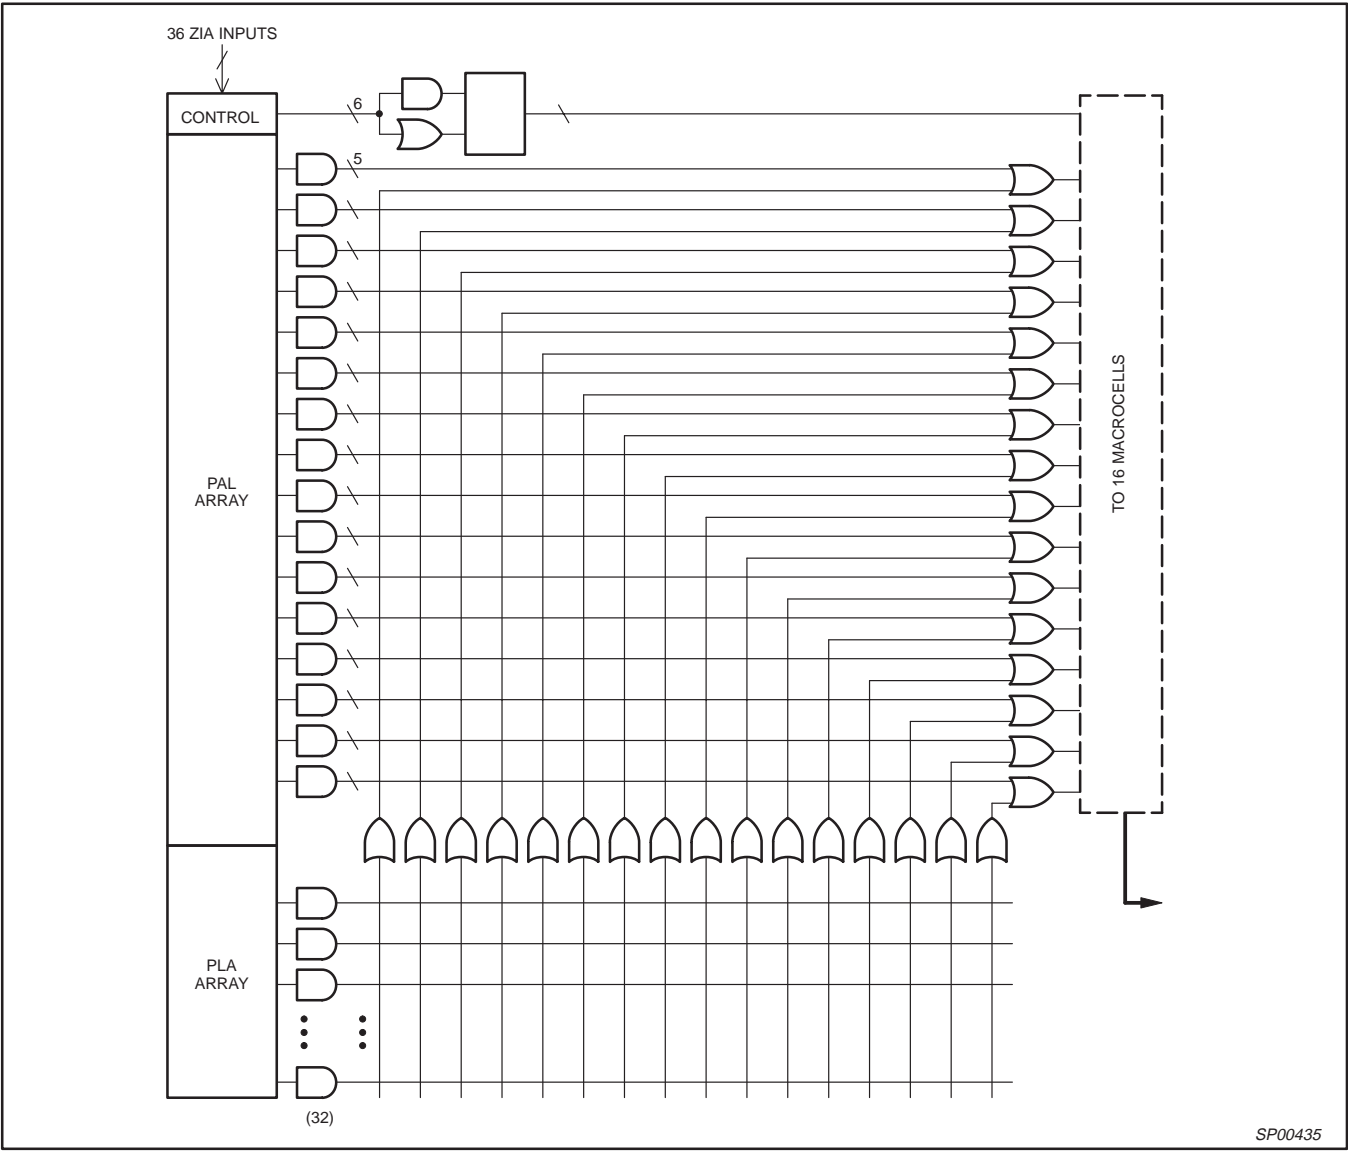 36 ZIA INPUTS
CONTROL
6
5
PAL
ARRAY
TO 16 MACROCELLS
PLA
ARRAY
(32)
SP00435